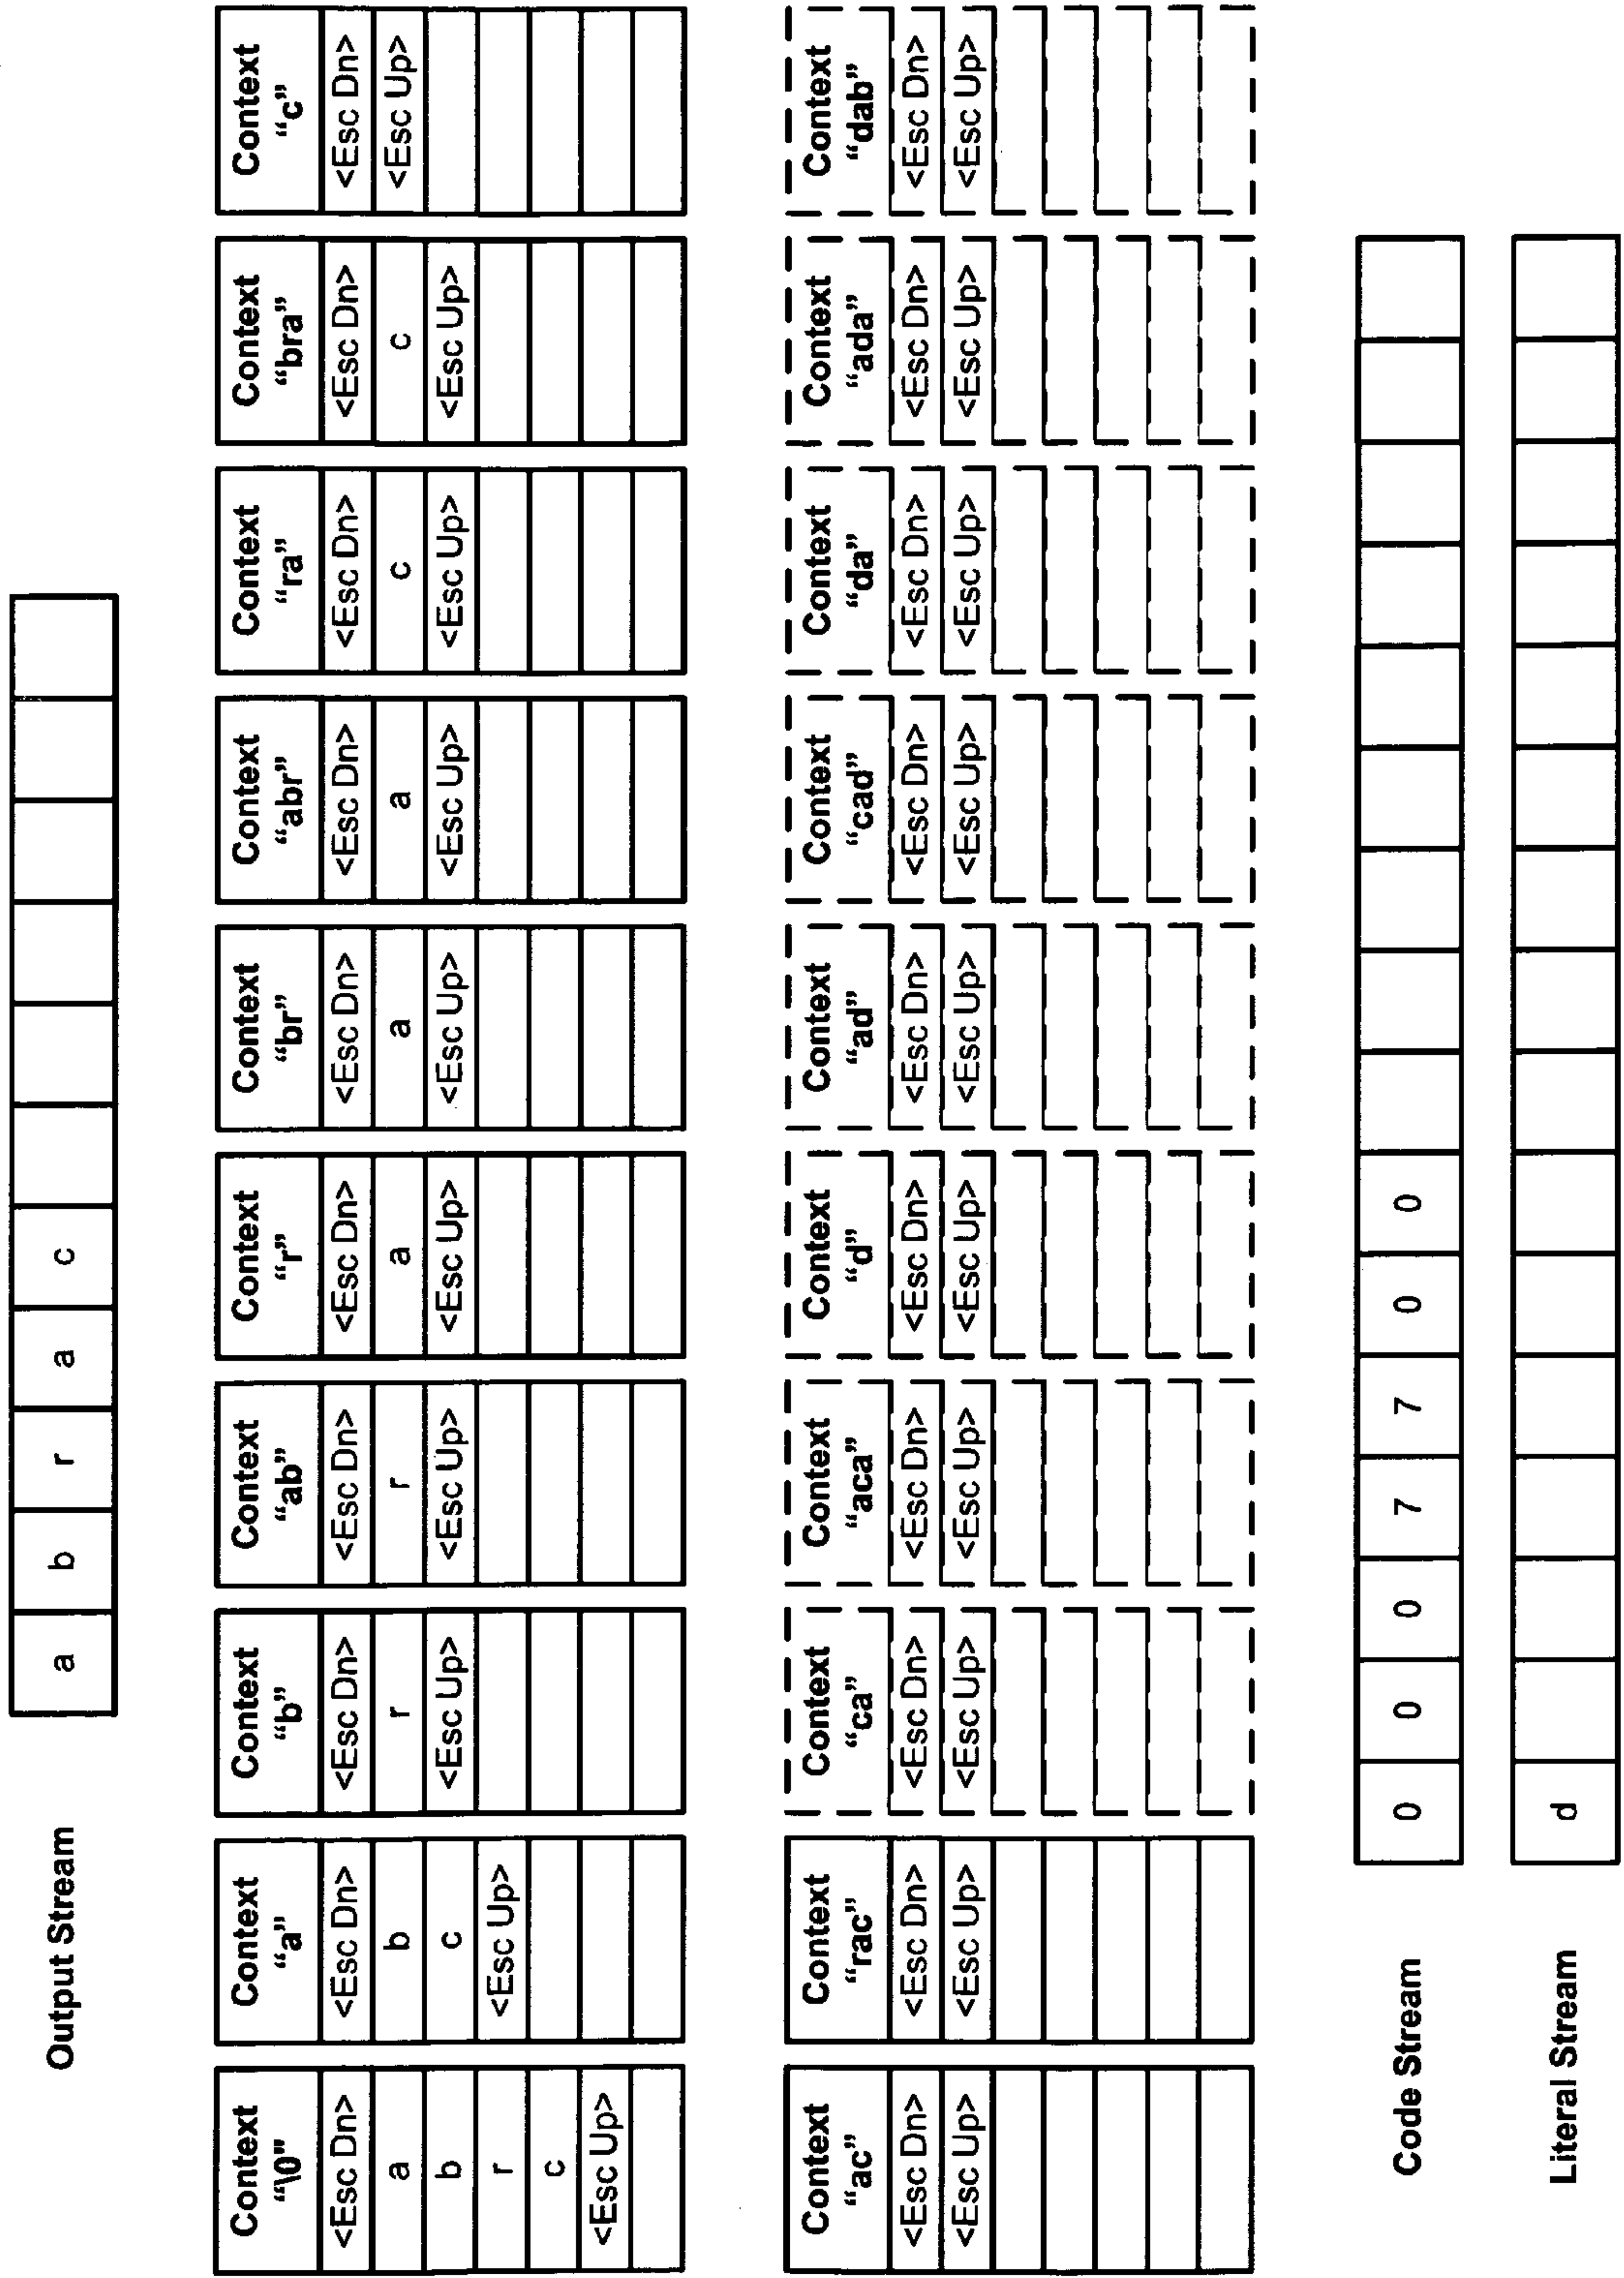 Output Stream
a b r a c
Context Context Context Context Context Context Context Context Context Context
“\0” “a” “b” “ab” “r” “br” “abr” “ra” “bra” “c”
<Esc Dn> <Esc Dn> <Esc Dn> <Esc Dn> <Esc Dn> <Esc Dn> <Esc Dn> <Esc Dn> <Esc Dn> <Esc Dn>
a b r r a a a c c <Esc Up>
b c <Esc Up> <Esc Up> <Esc Up> <Esc Up> <Esc Up> <Esc Up> <Esc Up>
r <Esc Up>
c
<Esc Up>
Context Context Context Context Context Context Context Context Context Context
“ac” “rac” “ca” “aca” “d” “ad” “cad” “da” “ada” “dab”
<Esc Dn> <Esc Dn> <Esc Dn> <Esc Dn> <Esc Dn> <Esc Dn> <Esc Dn> <Esc Dn> <Esc Dn> <Esc Dn>
<Esc Up> <Esc Up> <Esc Up> <Esc Up> <Esc Up> <Esc Up> <Esc Up> <Esc Up> <Esc Up> <Esc Up>
Code Stream
0 0 0 7 7 0 0
Literal Stream
d